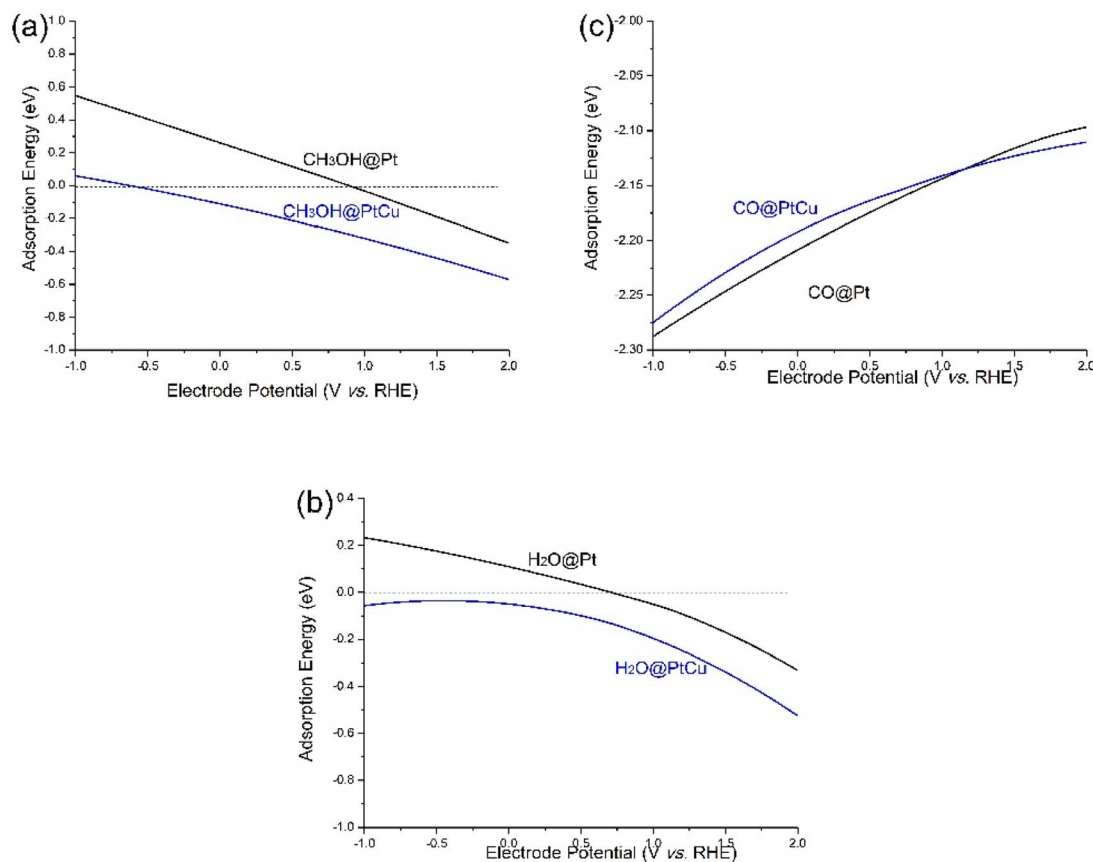 (a)
1.0
0.8
0.6
0.4
0.2
0.0
-0.2
-0.4
-0.6
-0.8
-1.0
Adsorption Energy (eV)
CH₃OH@Pt
CH₃OH@PtCu
-1.0 -0.5 0.0 0.5 1.0 1.5 2.0
Electrode Potential (V vs. RHE)
(c)
-2.00
-2.05
-2.10
-2.15
-2.20
-2.25
-2.30
Adsorption Energy (eV)
CO@PtCu
CO@Pt
-1.0 -0.5 0.0 0.5 1.0 1.5 2.0
Electrode Potential (V vs. RHE)
(b)
0.4
0.2
0.0
-0.2
-0.4
-0.6
-0.8
-1.0
Adsorption Energy (eV)
H₂O@Pt
H₂O@PtCu
-1.0 -0.5 0.0 0.5 1.0 1.5 2.0
Electrode Potential (V vs. RHE)